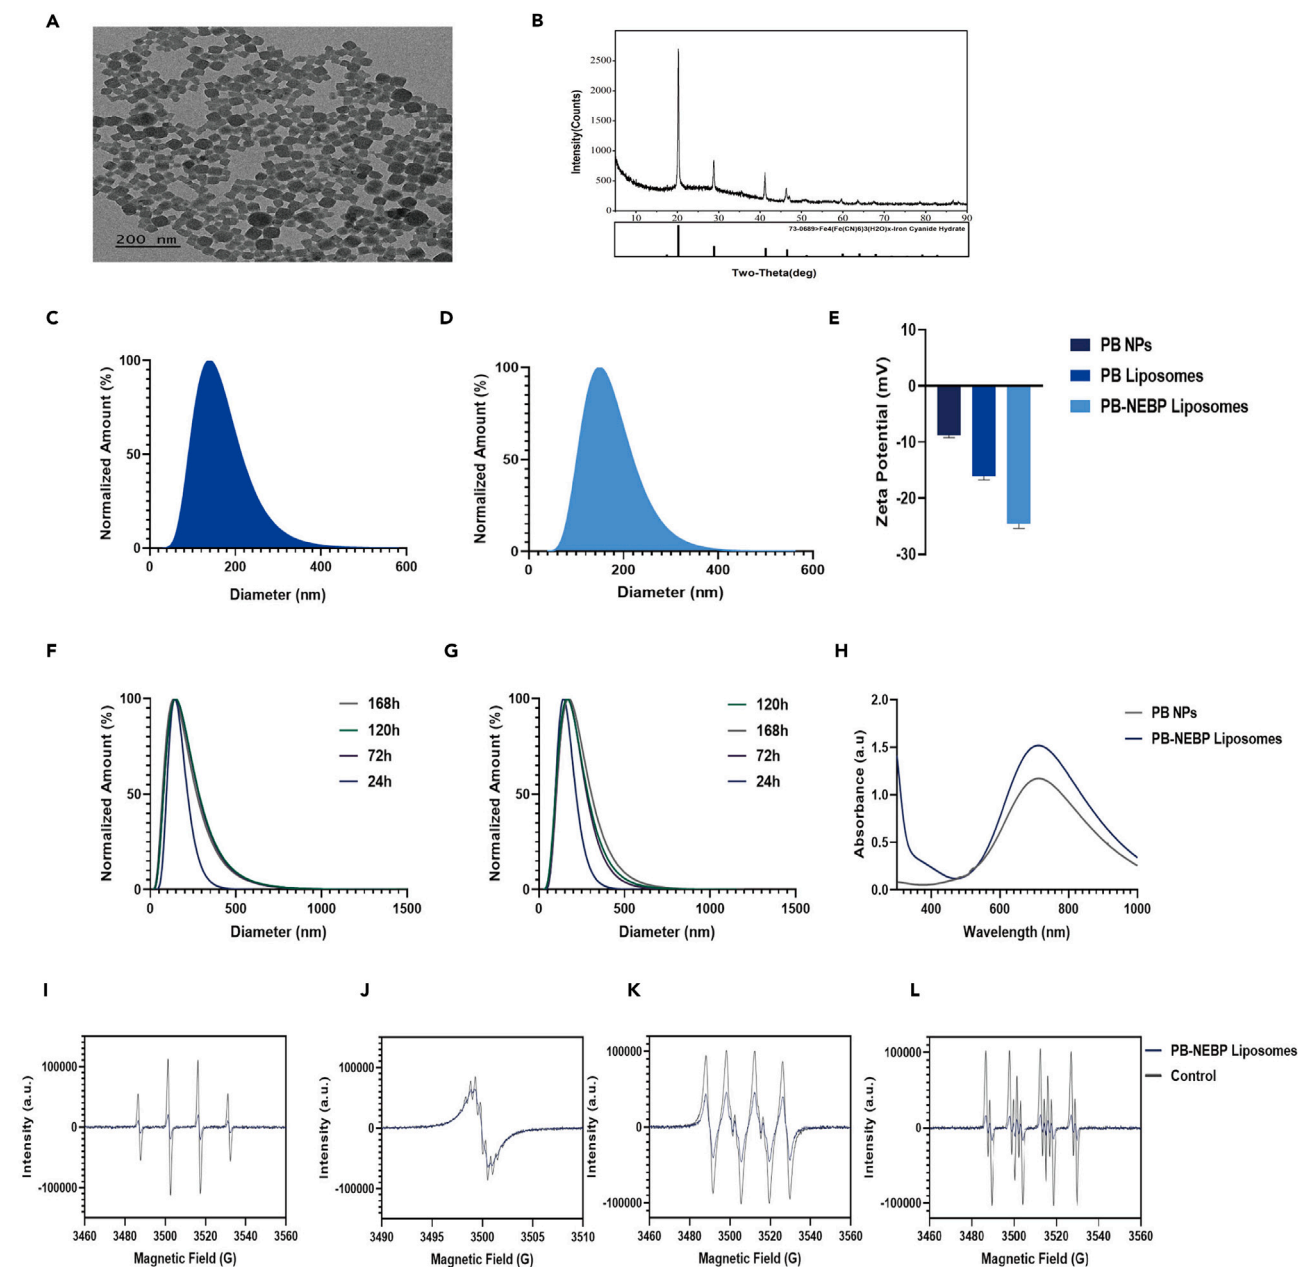 A
200 nm
B
Intensity(Counts)
2500
2000
1500
1000
500
0
10 20 30 40 50 60 70 80 90
73-0689>Fe4(Fe(CN)6)3(H2O)x-Iron Cyanide Hydrate
Two-Theta(deg)
C
Normalized Amount (%)
100
50
0
0 200 400 600
Diameter (nm)
D
Normalized Amount (%)
100
50
0
0 200 400 600
Diameter (nm)
E
Zeta Potential (mV)
10
0
-10
-20
-30
PB NPs
PB Liposomes
PB-NEBP Liposomes
F
Normalized Amount (%)
100
50
0
0 500 1000 1500
Diameter (nm)
168h
120h
72h
24h
G
Normalized Amount (%)
100
50
0
0 500 1000 1500
Diameter (nm)
120h
168h
72h
24h
H
Absorbance (a.u)
2.0
1.5
1.0
0.5
0.0
400 600 800 1000
Wavelength (nm)
PB NPs
PB-NEBP Liposomes
I
Intensity (a.u.)
100000
0
-100000
3460 3480 3500 3520 3540 3560
Magnetic Field (G)
J
Intensity (a.u.)
100000
0
-100000
3490 3495 3500 3505 3510
Magnetic Field (G)
K
Intensity (a.u.)
100000
0
-100000
3460 3480 3500 3520 3540 3560
Magnetic Field (G)
L
Intensity (a.u.)
100000
0
-100000
3460 3480 3500 3520 3540 3560
Magnetic Field (G)
PB-NEBP Liposomes
Control